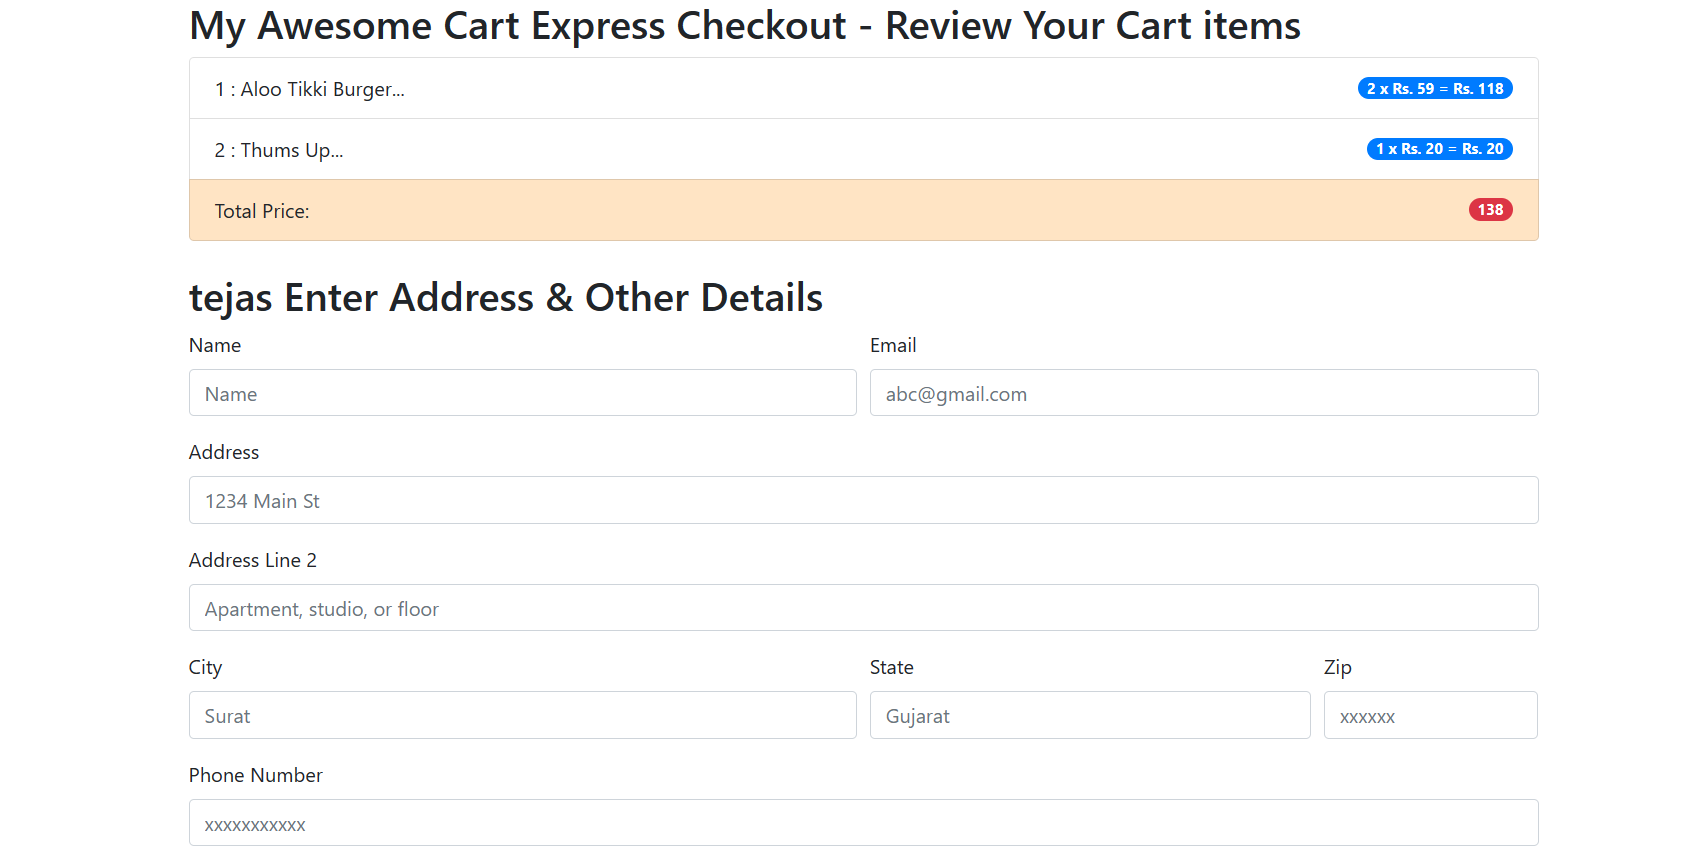 My Awesome Cart Express Checkout - Review Your Cart items
1 : Aloo Tikki Burger... 2 x Rs. 59 = Rs. 118
2 : Thums Up... 1 x Rs. 20 = Rs. 20
Total Price: 138
tejas Enter Address & Other Details
Name Email
Name abc@gmail.com
Address
1234 Main St
Address Line 2
Apartment, studio, or floor
City State Zip
Surat Gujarat xxxxxx
Phone Number
xxxxxxxxxxx